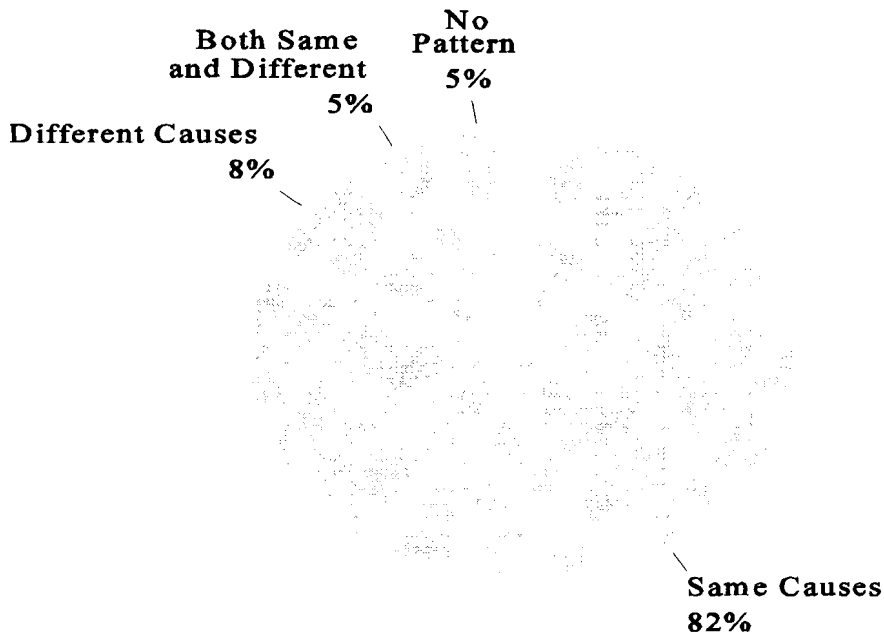 No
Pattern
5%
Both Same
and Different
5%
Different Causes
8%
Same Causes
82%